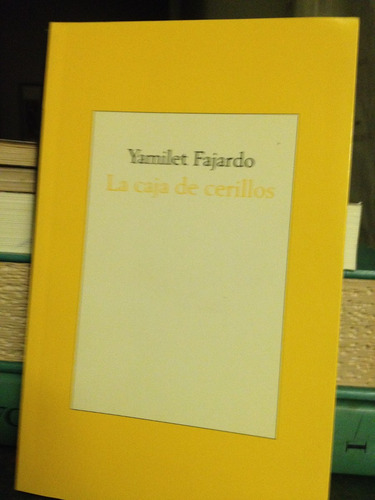 Yamilet Fajardo
La caja de cerillos
I